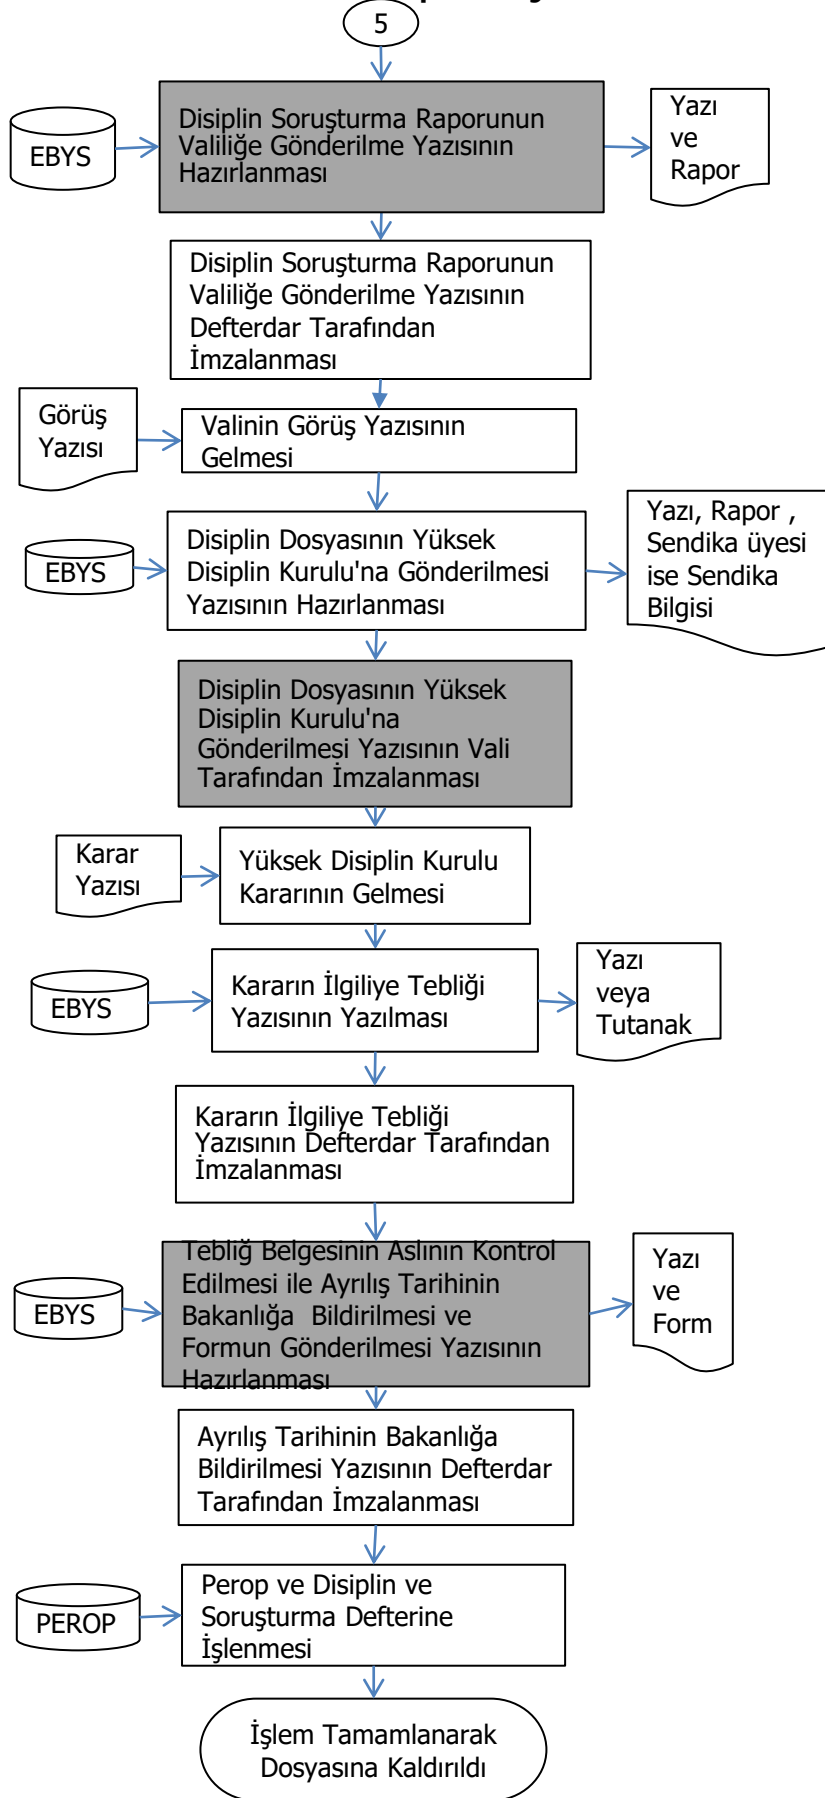 5
Disiplin Soruşturma Raporunun
Valiliğe Gönderilme Yazısının
Hazırlanması
EBYS
Yazı
ve
Rapor
Disiplin Soruşturma Raporunun
Valiliğe Gönderilme Yazısının
Defterdar Tarafından
İmzalanması
Görüş
Yazısı
Valinin Görüş Yazısının
Gelmesi
EBYS
Disiplin Dosyasının Yüksek
Disiplin Kurulu'na Gönderilmesi
Yazısının Hazırlanması
Yazı, Rapor ,
Sendika üyesi
ise Sendika
Bilgisi
Disiplin Dosyasının Yüksek
Disiplin Kurulu'na
Gönderilmesi Yazısının Vali
Tarafından İmzalanması
Karar
Yazısı
Yüksek Disiplin Kurulu
Kararının Gelmesi
EBYS
Kararın İlgiliye Tebliği
Yazısının Yazılması
Yazı
veya
Tutanak
Kararın İlgiliye Tebliği
Yazısının Defterdar Tarafından
İmzalanması
EBYS
Tebliğ Belgesinin Aslının Kontrol
Edilmesi ile Ayrılış Tarihinin
Bakanlığa  Bildirilmesi ve
Formun Gönderilmesi Yazısının
Hazırlanması
Yazı
ve
Form
Ayrılış Tarihinin Bakanlığa
Bildirilmesi Yazısının Defterdar
Tarafından İmzalanması
PEROP
Perop ve Disiplin ve
Soruşturma Defterine
İşlenmesi
İşlem Tamamlanarak
Dosyasına Kaldırıldı